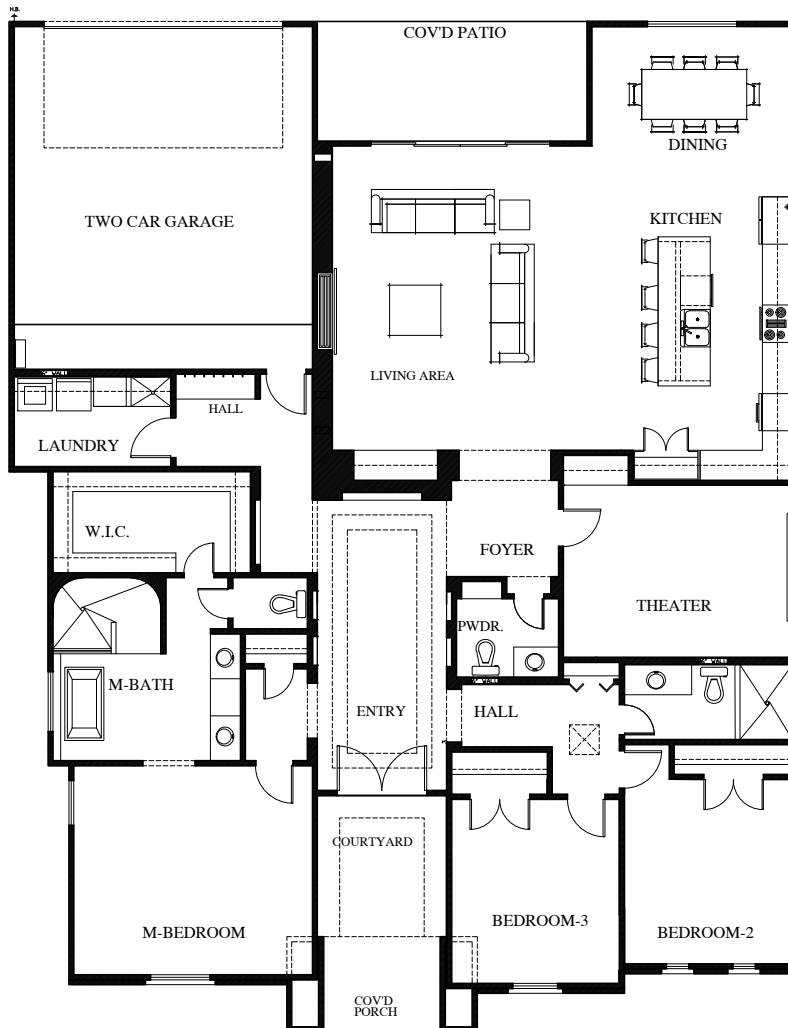 H.B.
COV'D PATIO
DINING
TWO CAR GARAGE
KITCHEN
LIVING AREA
HALL
LAUNDRY
W.I.C.
FOYER
THEATER
PWDR.
M-BATH
ENTRY
HALL
COURTYARD
M-BEDROOM
BEDROOM-3
BEDROOM-2
COV'D
PORCH